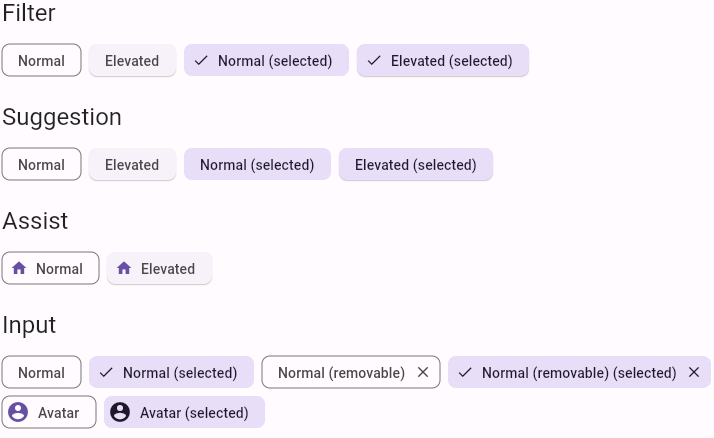 Filter
Normal Elevated Normal (selected) Elevated (selected)
Suggestion
Normal Elevated Normal (selected) Elevated (selected)
Assist
Normal Elevated
Input
Normal Normal (selected) Normal (removable) Normal (removable) (selected)
Avatar Avatar (selected)